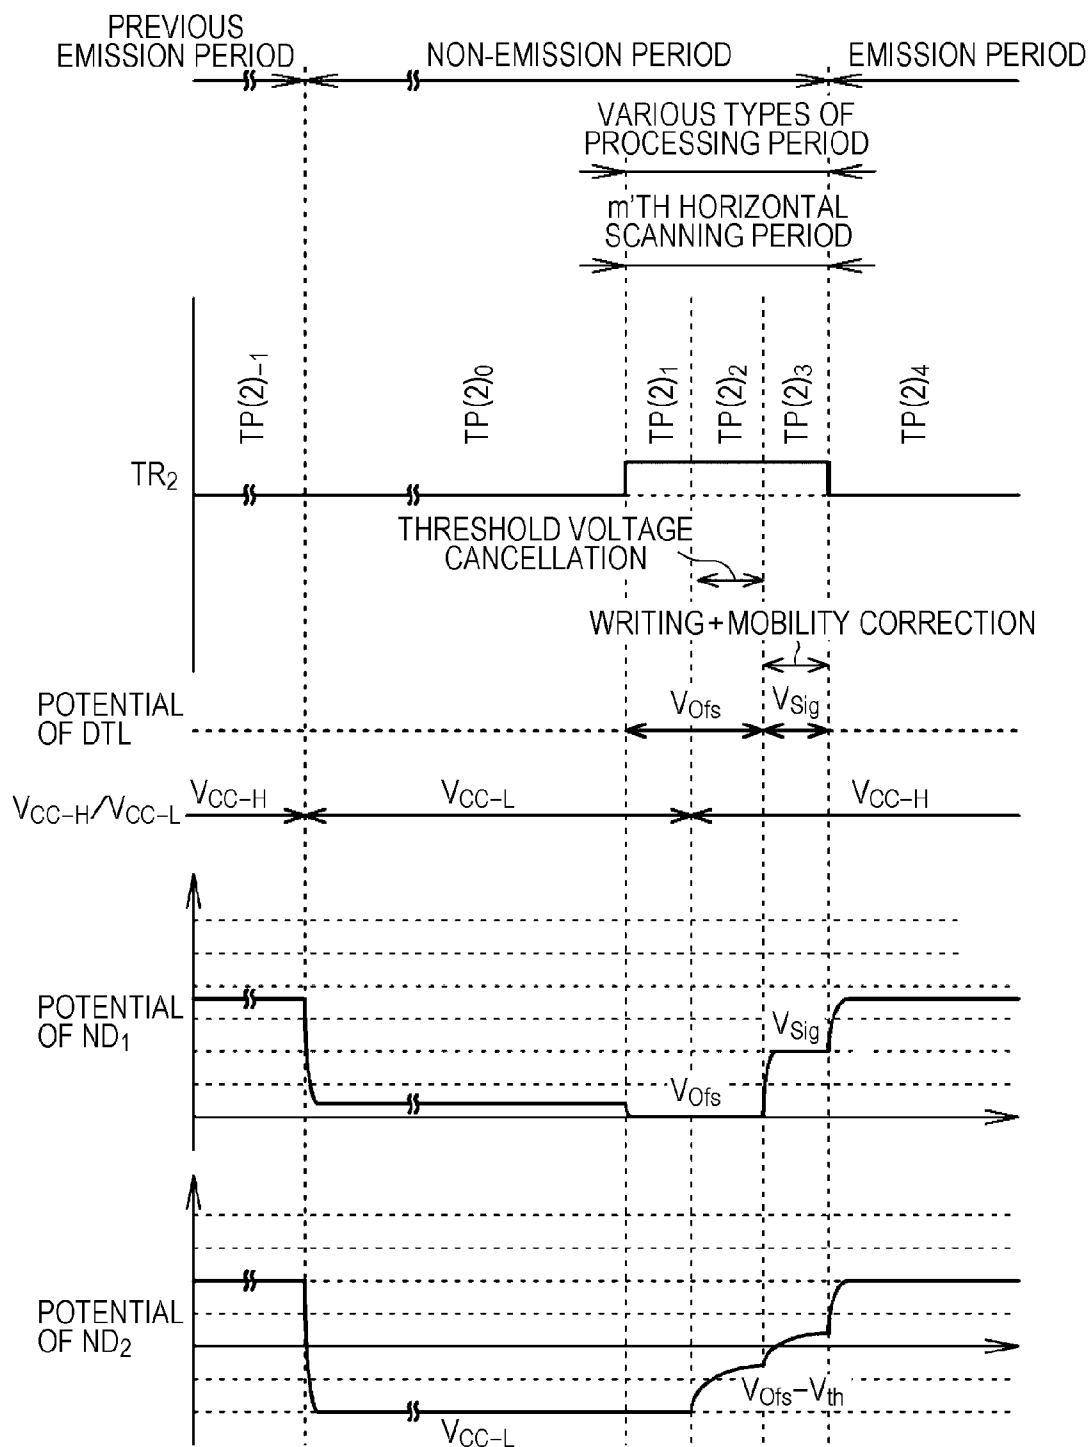 PREVIOUS
EMISSION PERIOD
NON-EMISSION PERIOD
EMISSION PERIOD
VARIOUS TYPES OF
PROCESSING PERIOD
m'TH HORIZONTAL
SCANNING PERIOD
TP(2)₋₁
TP(2)₀
TP(2)₁
TP(2)₂
TP(2)₃
TP(2)₄
TR₂
THRESHOLD VOLTAGE
CANCELLATION
WRITING+MOBILITY CORRECTION
POTENTIAL
OF DTL
VOfs
VSig
VCC–H/VCC–L
VCC–H
VCC–L
VCC–H
POTENTIAL
OF ND₁
VSig
VOfs
POTENTIAL
OF ND₂
VOfs–Vth
VCC–L